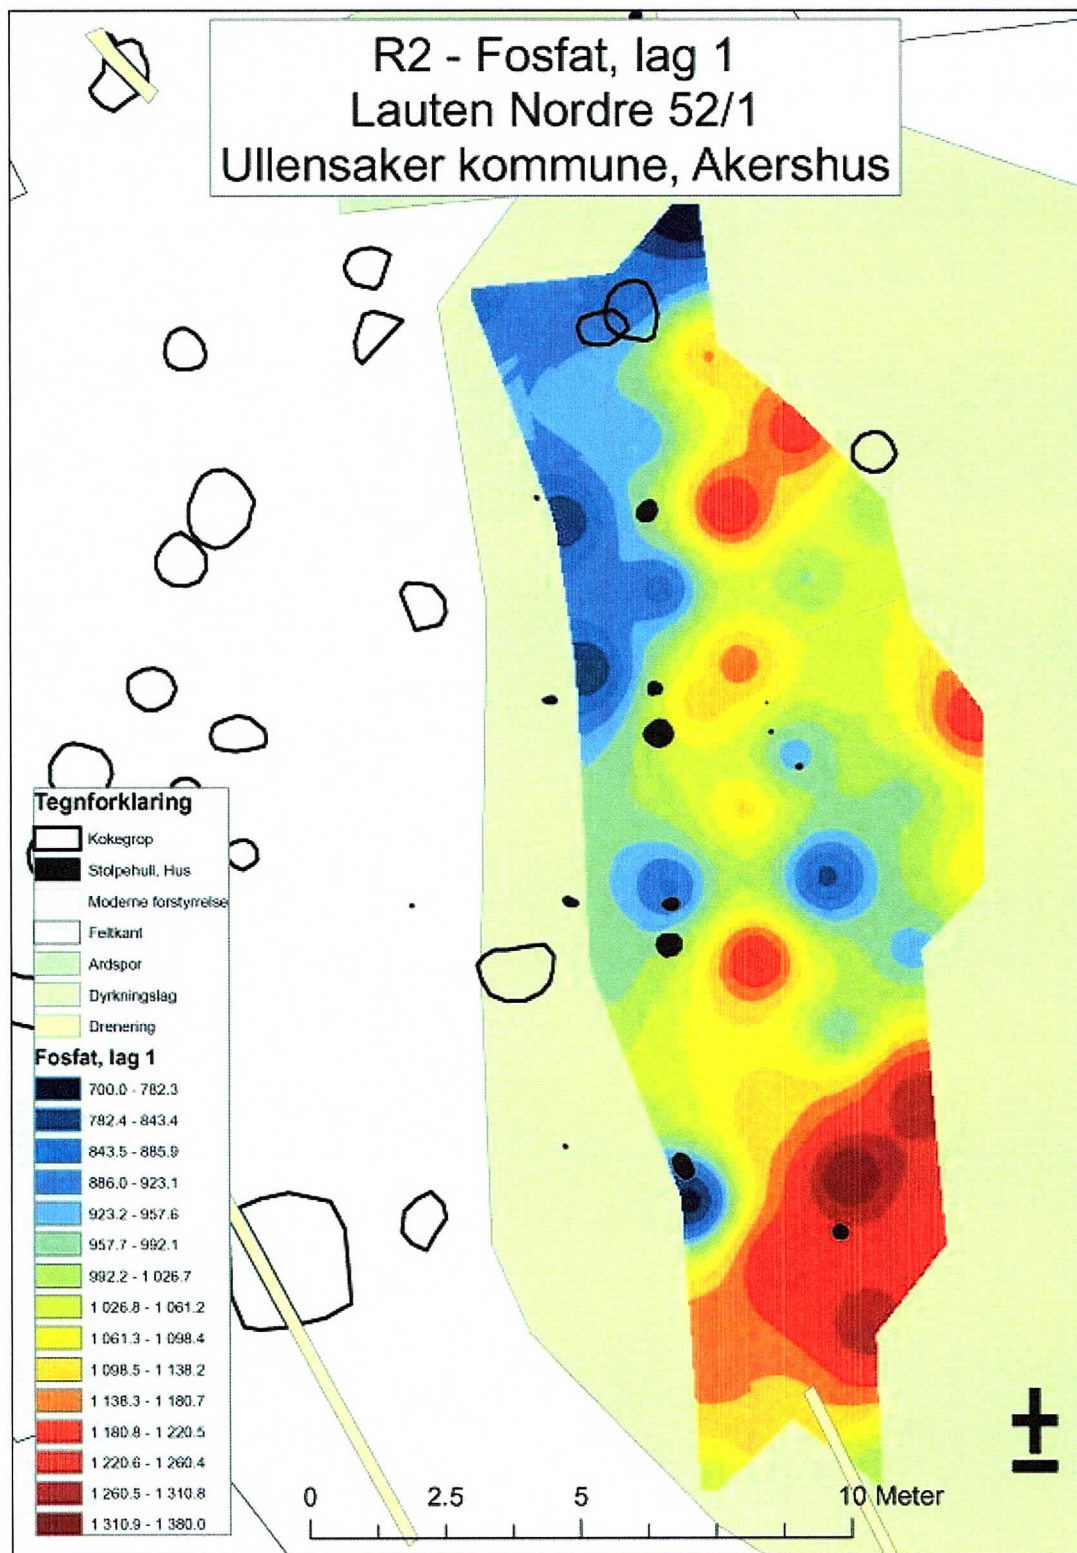 R2 - Fosfat, lag 1
Lauten Nordre 52/1
Ullensaker kommune, Akershus
Tegnforklaring
Kokegrop
Stolpehull, Hus
Moderne forstyrrelse
Feltkant
Ardspor
Dyrkningslag
Drenering
Fosfat, lag 1
700.0 - 782.3
782.4 - 843.4
843.5 - 885.9
886.0 - 923.1
923.2 - 957.6
957.7 - 992.1
992.2 - 1 026.7
1 026.8 - 1 061.2
1 061.3 - 1 098.4
1 098.5 - 1 138.2
1 138.3 - 1 180.7
1 180.8 - 1 220.5
1 220.6 - 1 260.4
1 260.5 - 1 310.8
1 310.9 - 1 380.0
0 2.5 5 10 Meter